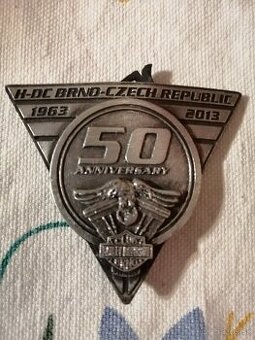 H-DC BRNO-CZECH REPUBLIC
1963 2013
50
ANNIVERSARY